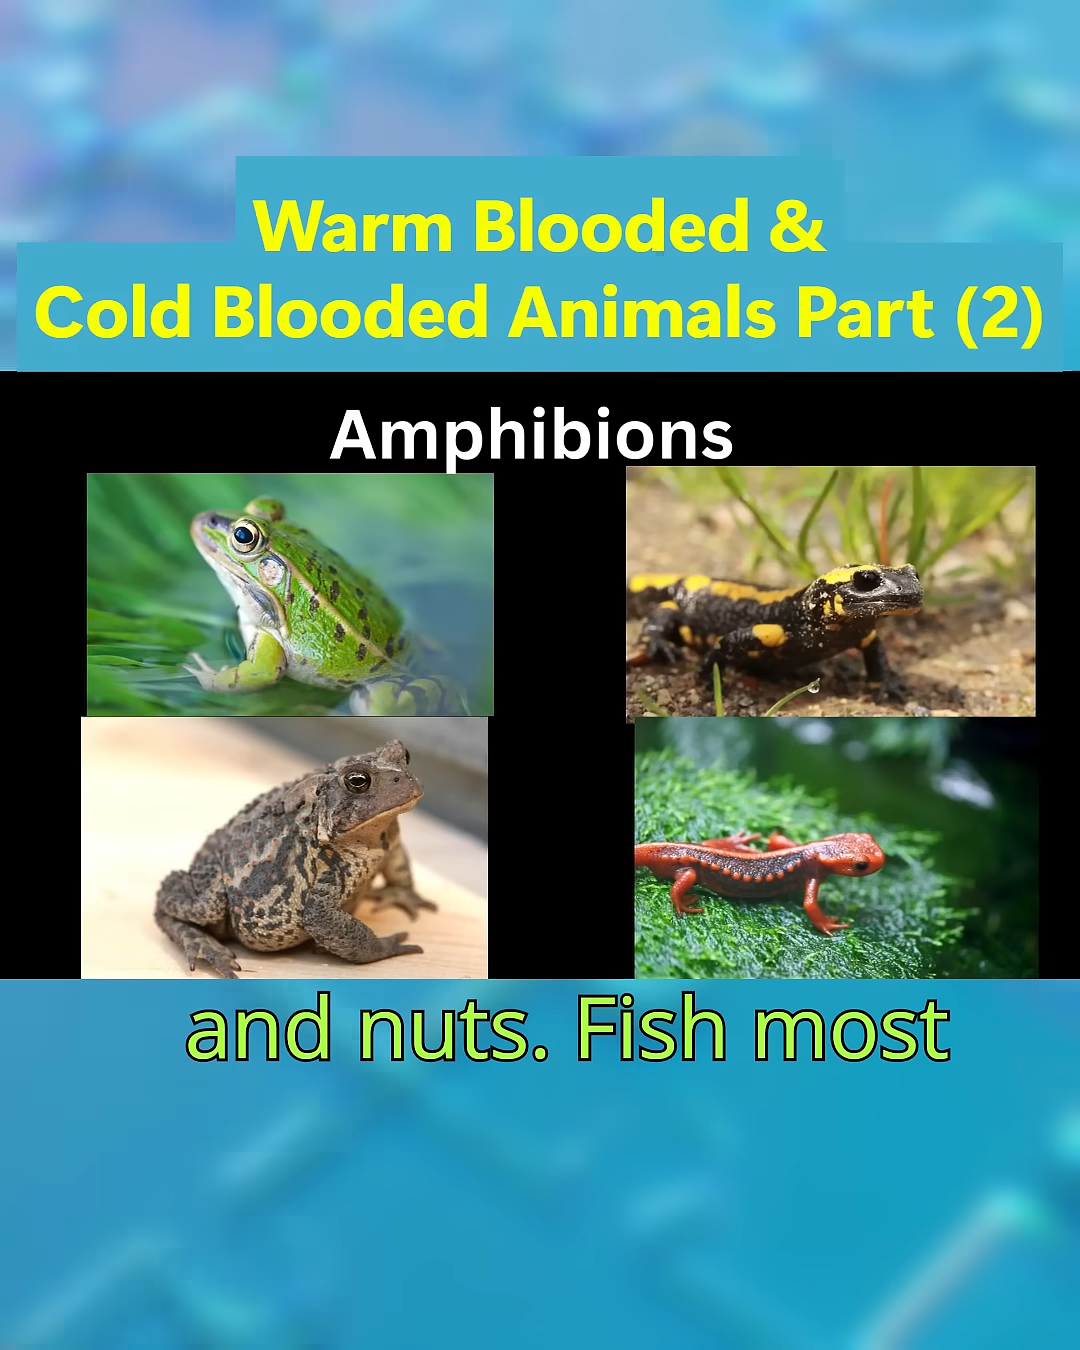 Warm Blooded &
Cold Blooded Animals Part (2)
Amphibions
and nuts. Fish most